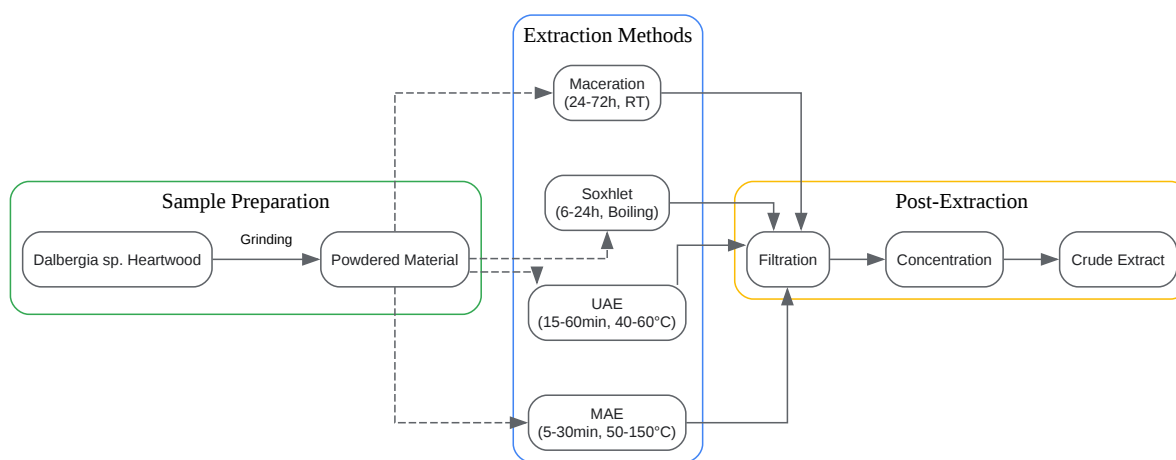 Extraction Methods
Maceration
(24-72h, RT)
Sample Preparation
Grinding
Dalbergia sp. Heartwood
Powdered Material
Soxhlet
(6-24h, Boiling)
UAE
(15-60min, 40-60°C)
MAE
(5-30min, 50-150°C)
Post-Extraction
Filtration
Concentration
Crude Extract